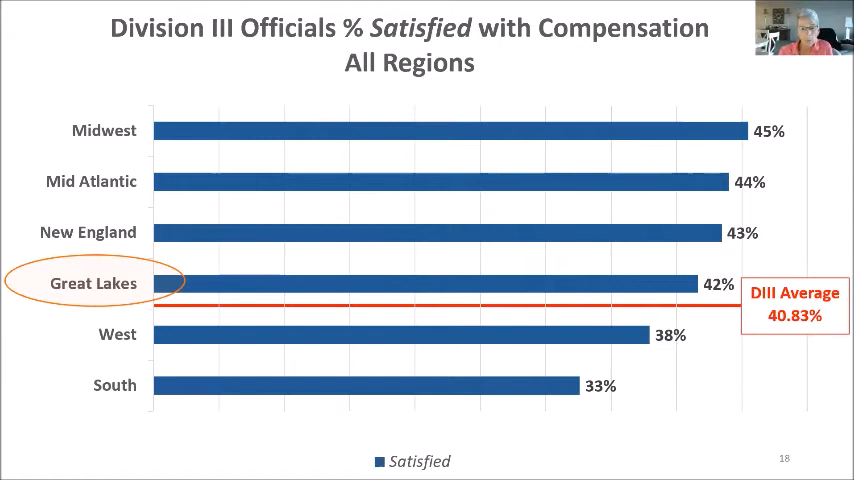 Division III Officials % Satisfied with Compensation
All Regions
Midwest
45%
Mid Atlantic
44%
New England
43%
Great Lakes
42%
DIII Average
40.83%
West
38%
South
33%
Satisfied
18